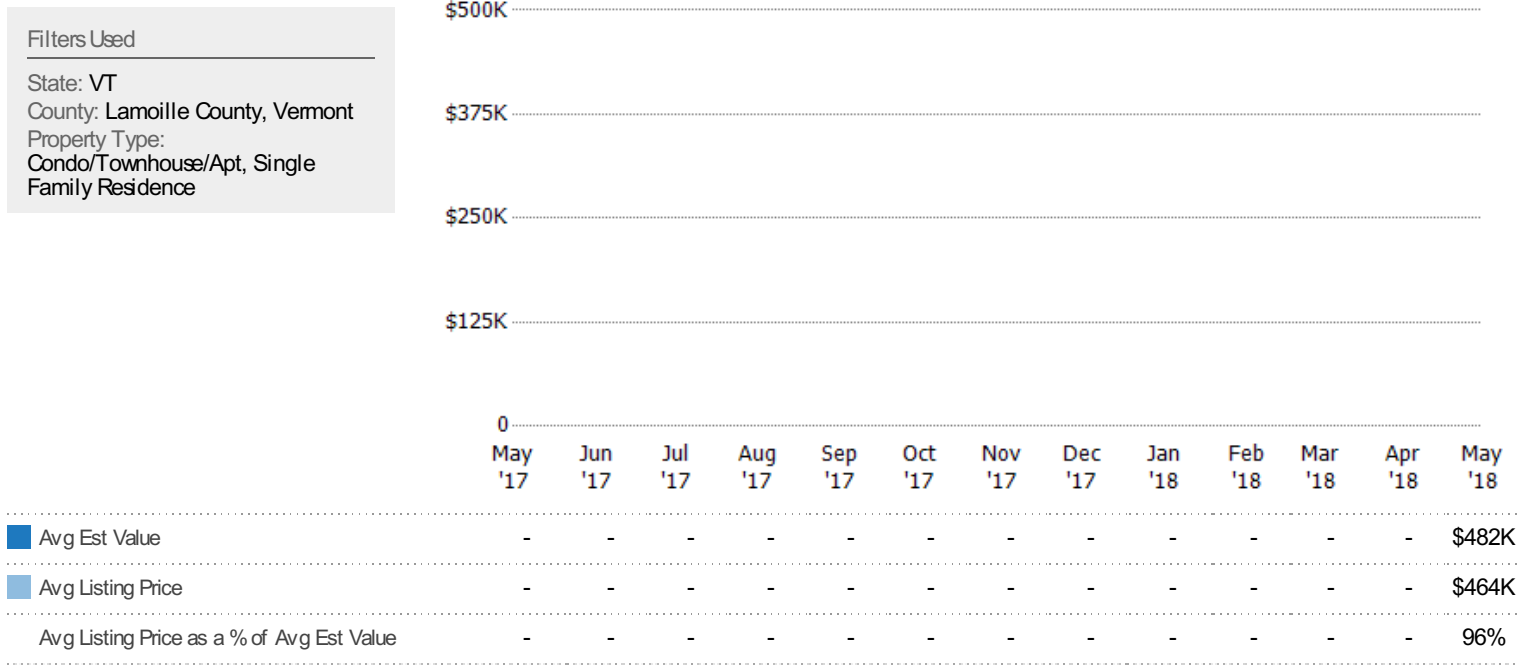 Filters Used
State: VT
County: Lamoille County, Vermont
Property Type:
Condo/Townhouse/Apt, Single
Family Residence
$500K
$375K
$250K
$125K
0
May Jun Jul Aug Sep Oct Nov Dec Jan Feb Mar Apr May
'17 '17 '17 '17 '17 '17 '17 '17 '18 '18 '18 '18 '18
Avg Est Value - - - - - - - - - - - - $482K
Avg Listing Price - - - - - - - - - - - - $464K
Avg Listing Price as a % of Avg Est Value - - - - - - - - - - - - 96%